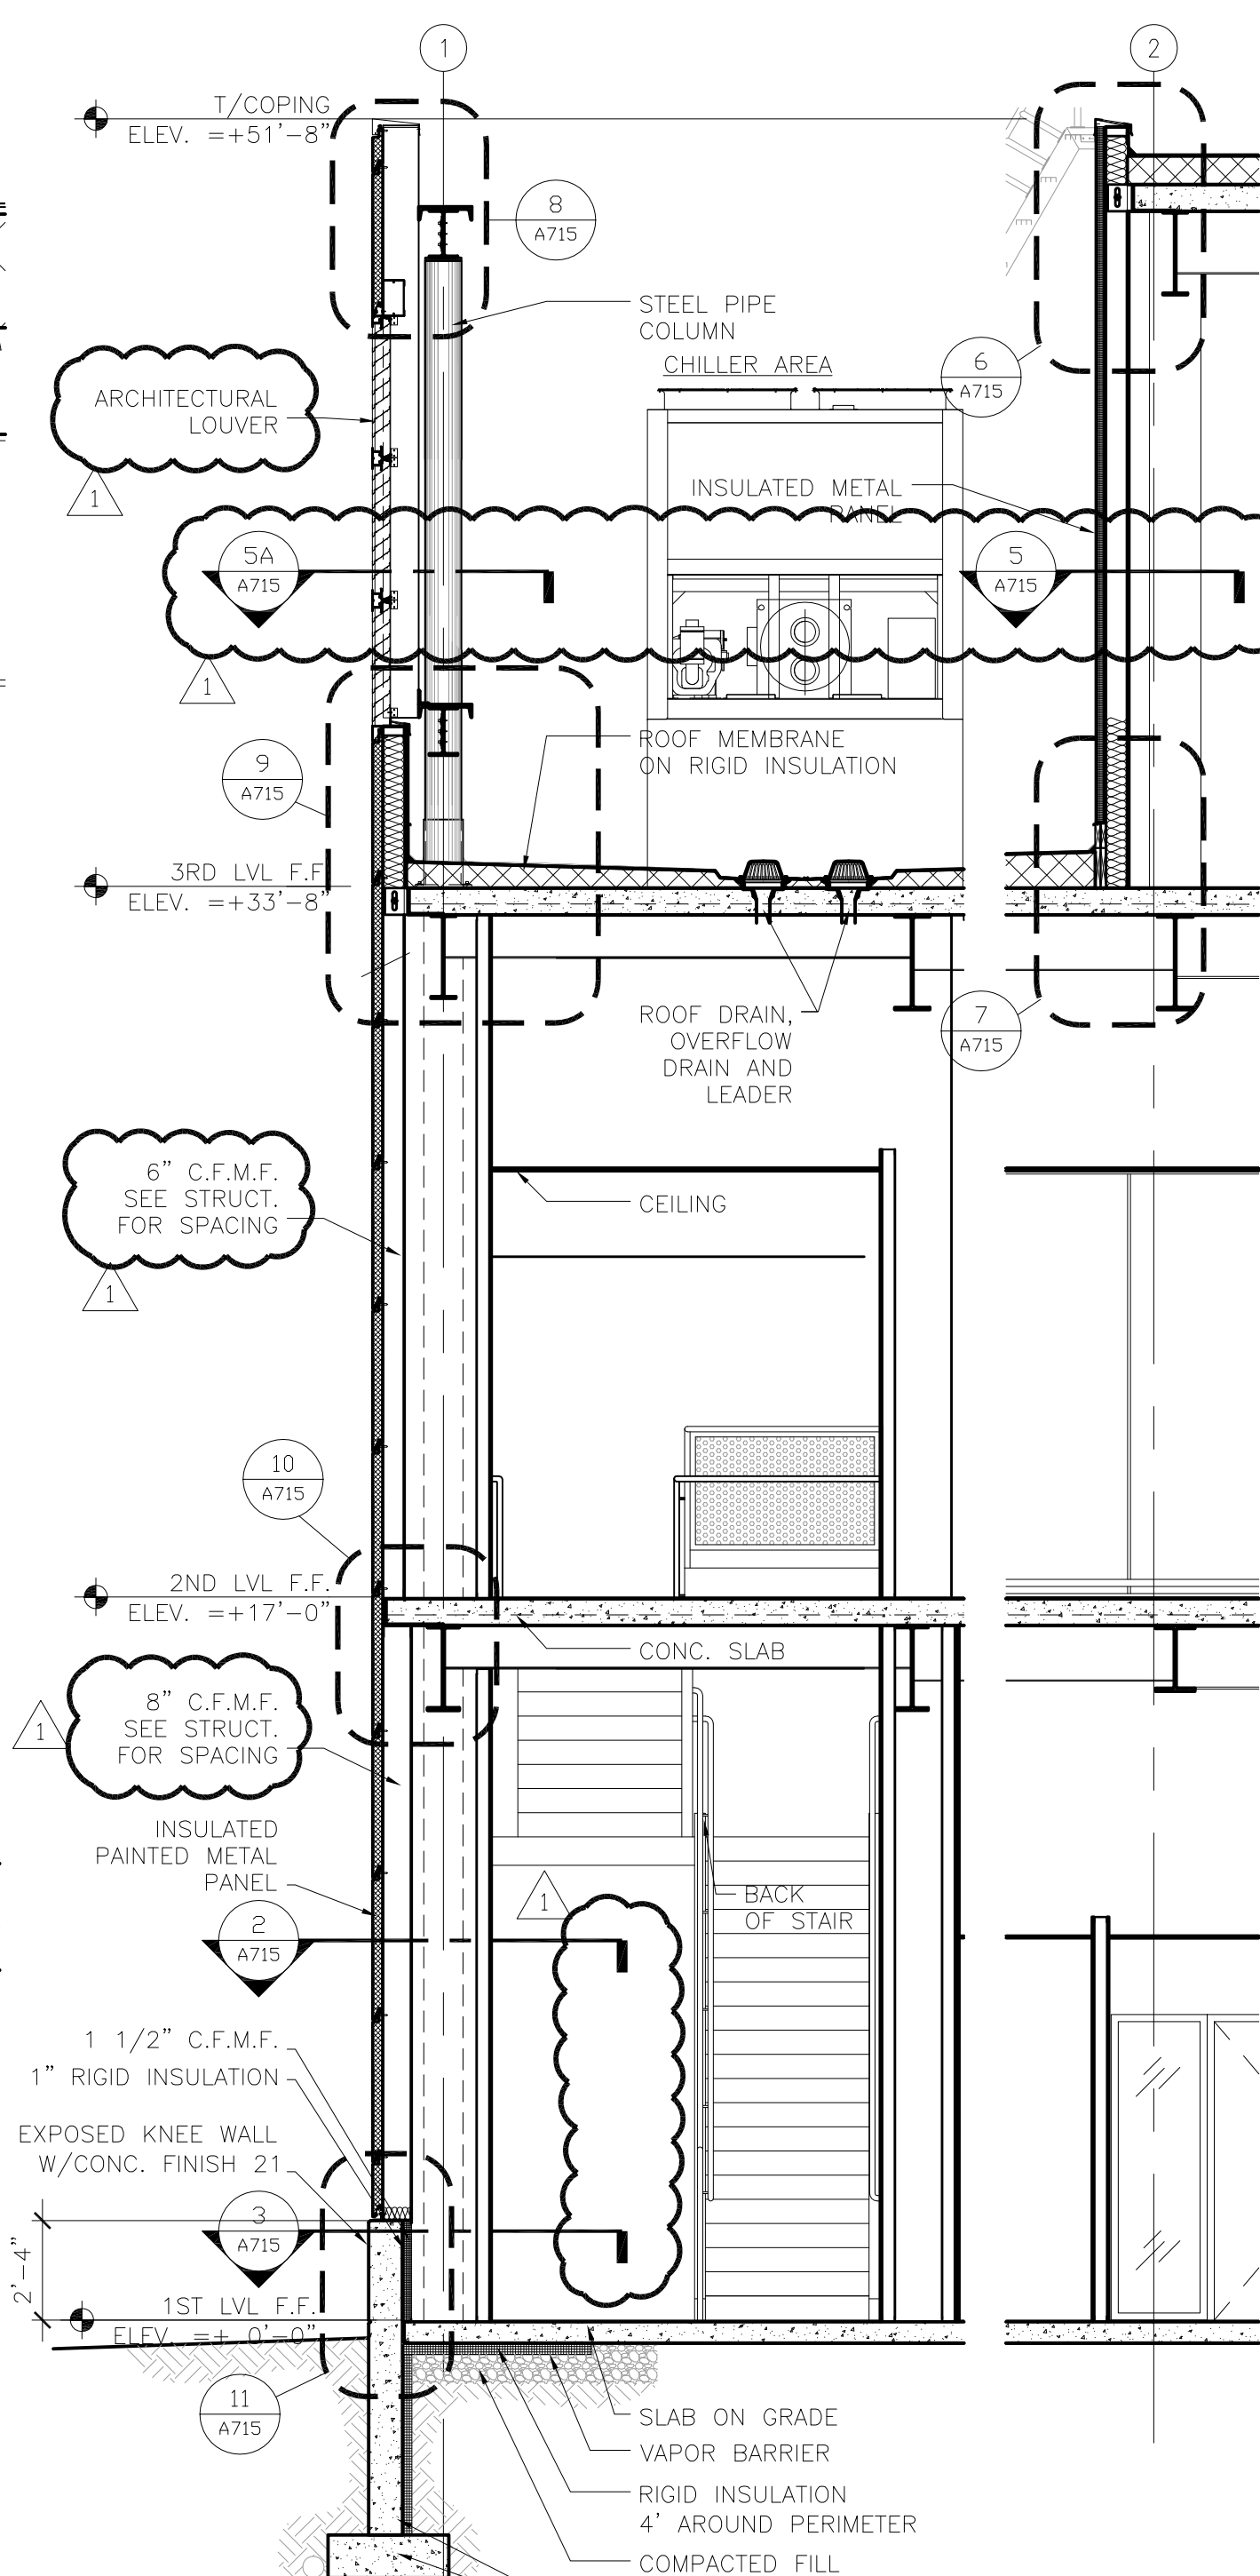 1
2
T/COPING
ELEV. =+51'-8"
8
A715
STEEL PIPE
COLUMN
CHILLER AREA
6
A715
ARCHITECTURAL
LOUVER
1
INSULATED METAL
PANEL
5A
A715
5
A715
1
ROOF MEMBRANE
ON RIGID INSULATION
9
A715
3RD LVL F.F.
ELEV. =+33'-8"
ROOF DRAIN,
OVERFLOW
DRAIN AND
LEADER
7
A715
6" C.F.M.F.
SEE STRUCT.
FOR SPACING
1
CEILING
10
A715
2ND LVL F.F.
ELEV. =+17'-0"
CONC. SLAB
8" C.F.M.F.
SEE STRUCT.
FOR SPACING
1
INSULATED
PAINTED METAL
PANEL
1
BACK
OF STAIR
2
A715
1 1/2" C.F.M.F.
1" RIGID INSULATION
EXPOSED KNEE WALL
W/CONC. FINISH 21
3
A715
2'-4"
1ST LVL F.F.
ELEV. =+ 0'-0"
11
A715
SLAB ON GRADE
VAPOR BARRIER
RIGID INSULATION
4' AROUND PERIMETER
COMPACTED FILL